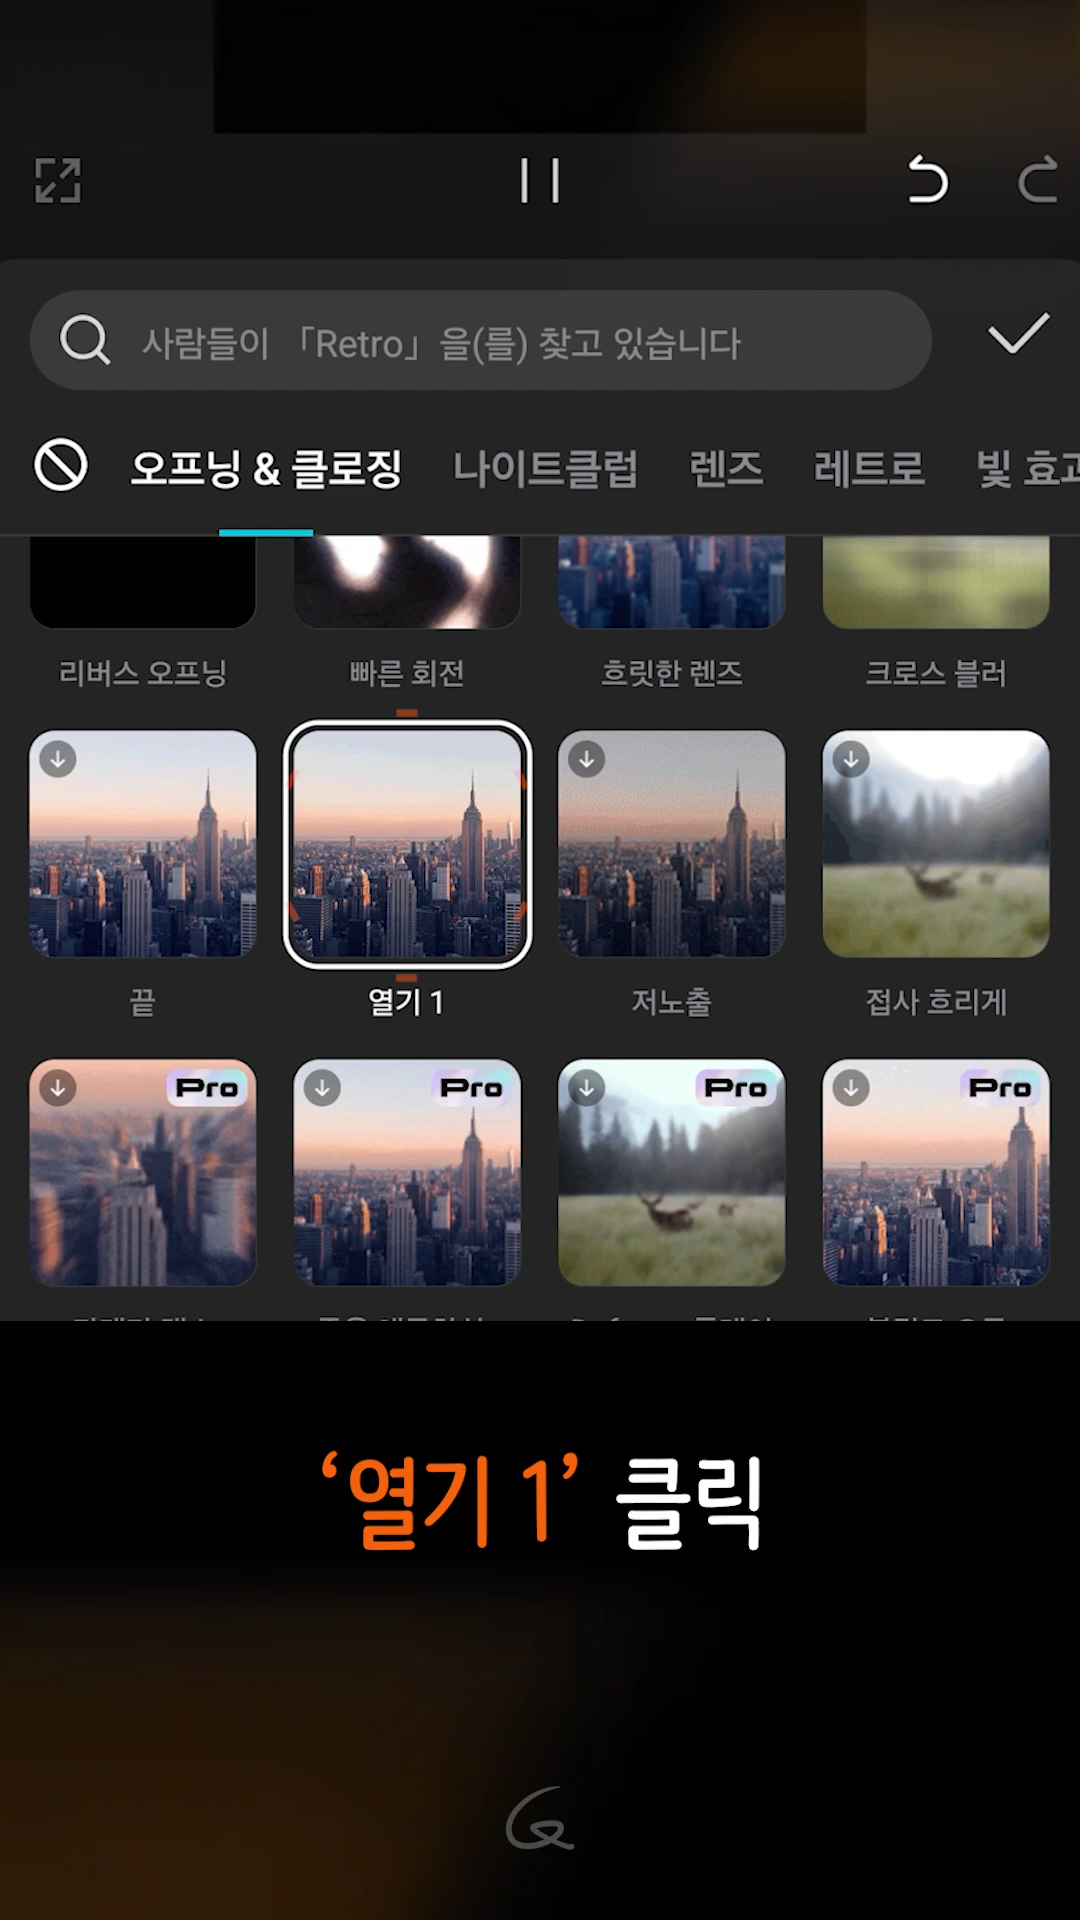 사람들이 「Retro」 을(를) 찾고 있습니다
오프닝 & 클로징 나이트클럽 렌즈 레트로 빛 효과
리버스 오프닝 빠른 회전 흐릿한 렌즈 크로스 블러
끝 열기 1 저노출 접사 흐리게
Pro Pro Pro
‘열기 1’ 클릭